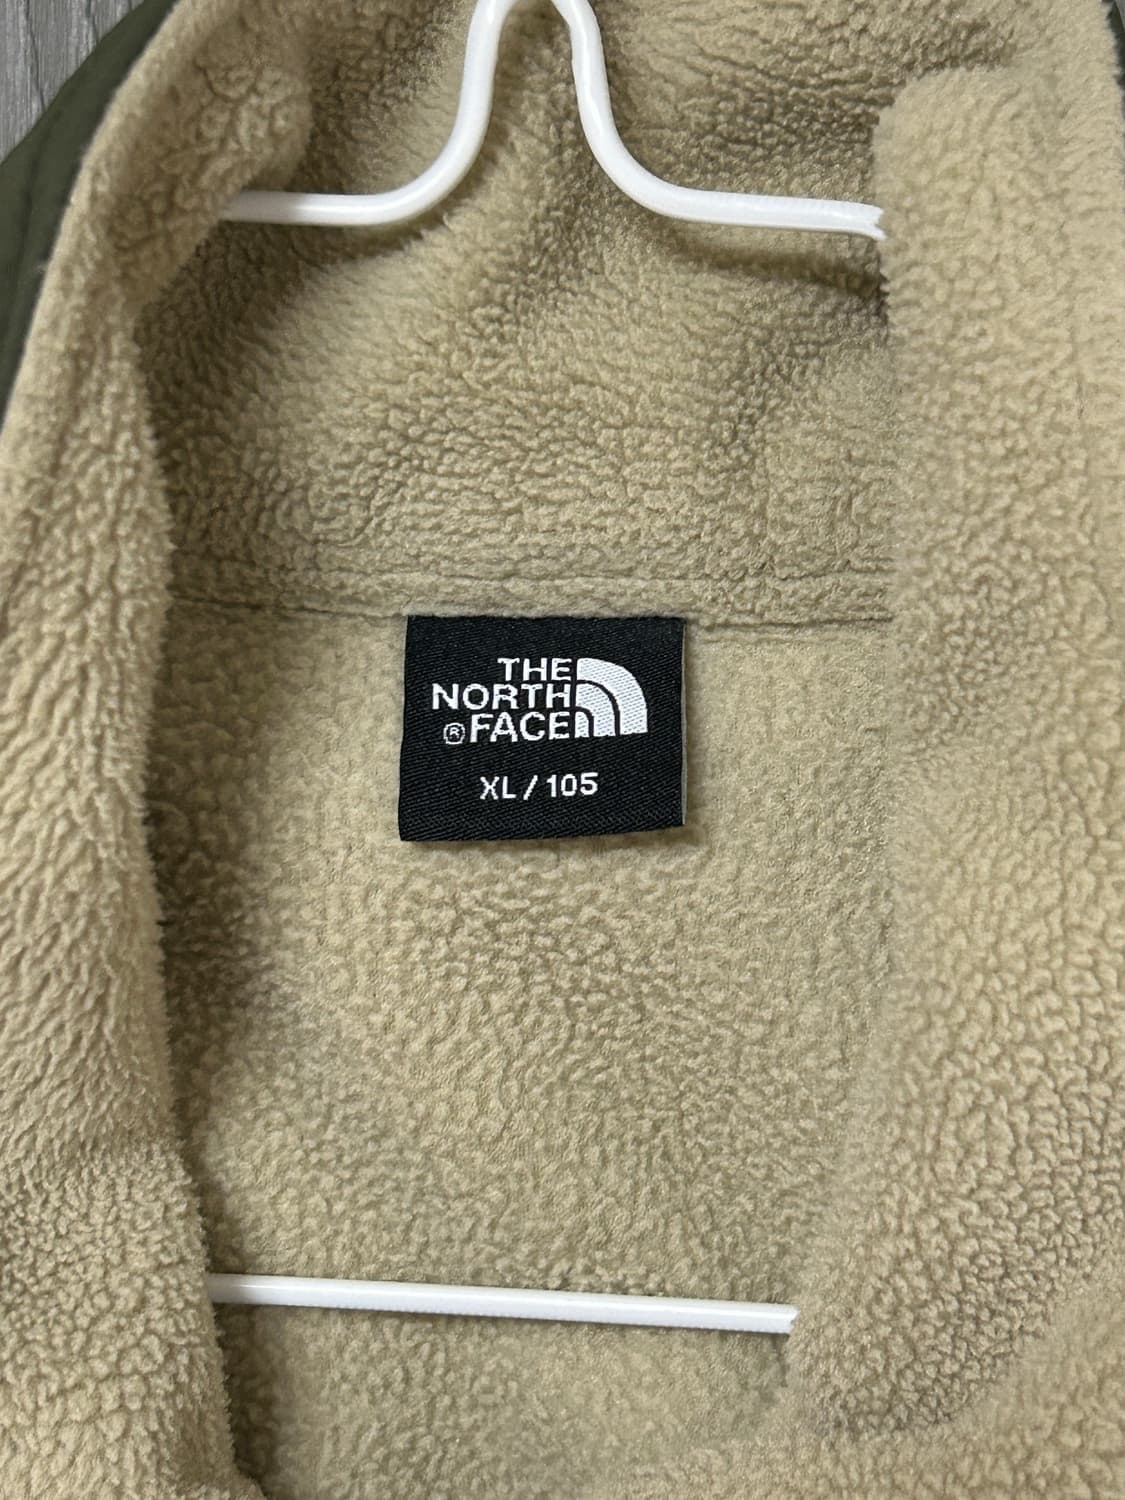 THE
NORTH
® FACE
XL / 105